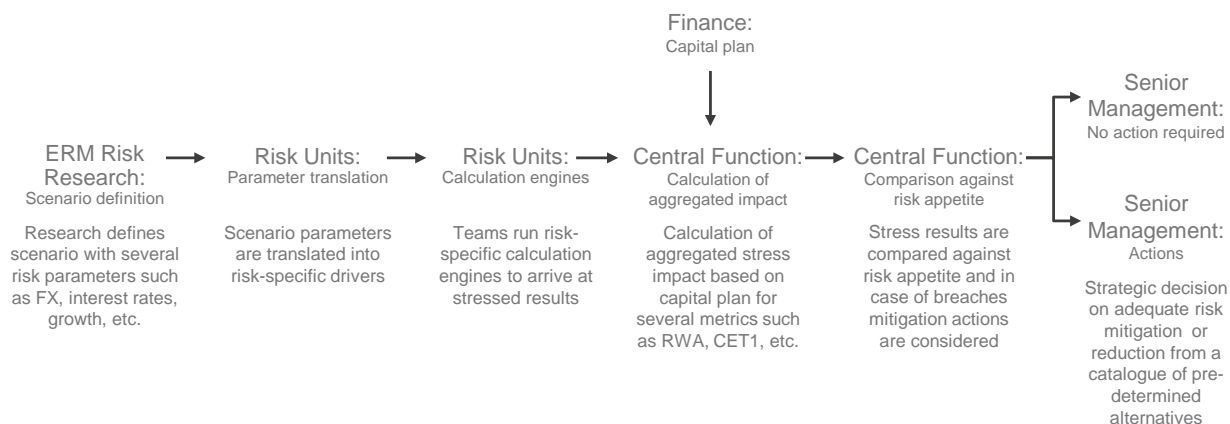 Finance:
Capital plan
ERM Risk
Research:
Scenario definition
Research defines
scenario with several
risk parameters such
as FX, interest rates,
growth, etc.
Risk Units:
Parameter translation
Scenario parameters
are translated into
risk-specific drivers
Risk Units:
Calculation engines
Teams run risk-
specific calculation
engines to arrive at
stressed results
Central Function:
Calculation of
aggregated impact
Calculation of
aggregated stress
impact based on
capital plan for
several metrics such
as RWA, CET1, etc.
Central Function:
Comparison against
risk appetite
Stress results are
compared against
risk appetite and in
case of breaches
mitigation actions
are considered
Senior
Management:
No action required
Senior
Management:
Actions
Strategic decision
on adequate risk
mitigation or
reduction from a
catalogue of pre-
determined
alternatives